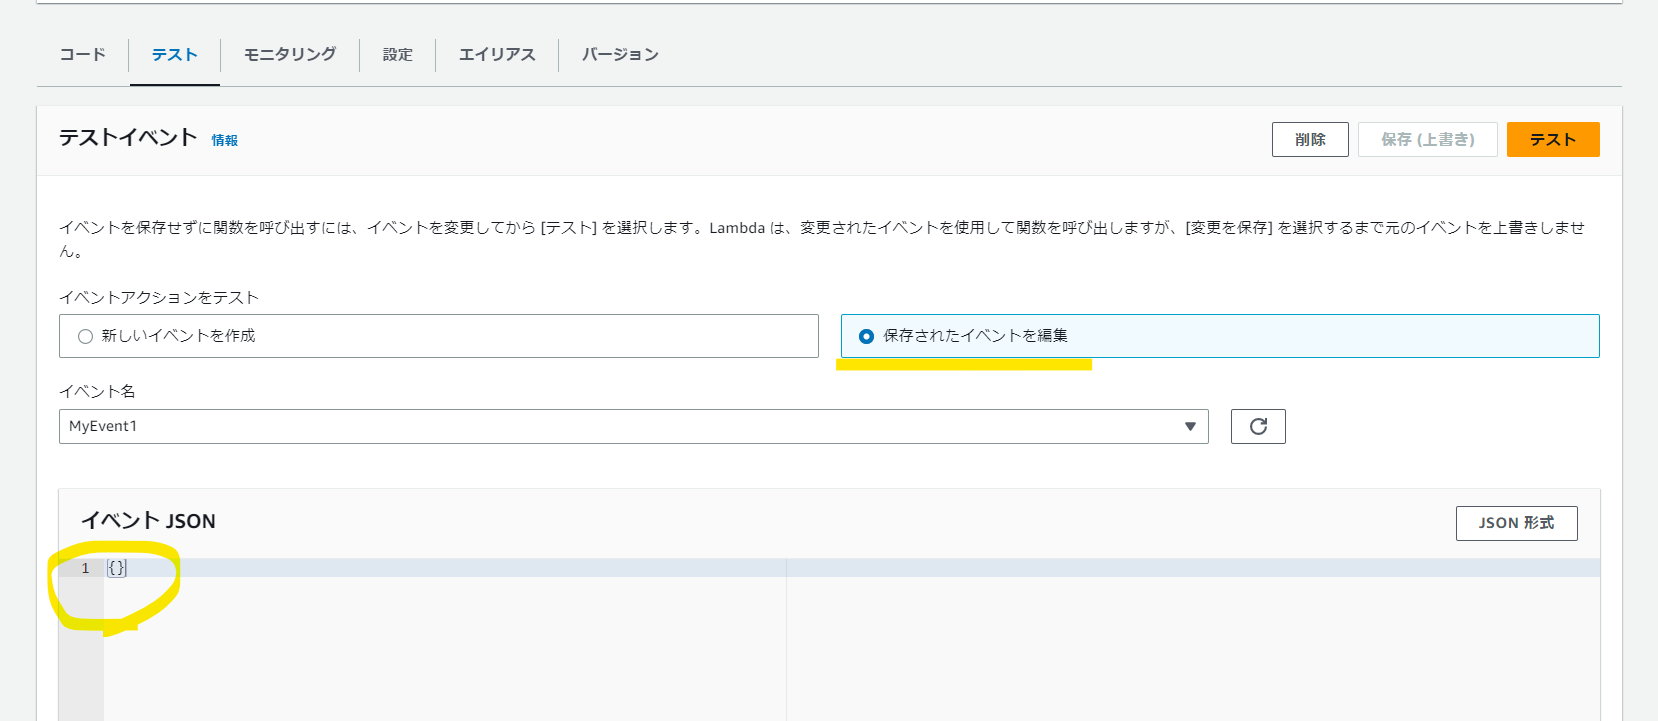 コード テスト モニタリング 設定 エイリアス バージョン
テストイベント 情報 削除 保存 (上書き) テスト
イベントを保存せずに関数を呼び出すには、イベントを変更してから [テスト] を選択します。Lambda は、変更されたイベントを使用して関数を呼び出しますが、[変更を保存] を選択するまで元のイベントを上書きしませ
ん。
イベントアクションをテスト
新しいイベントを作成 保存されたイベントを編集
イベント名
MyEvent1
イベント JSON JSON 形式
1 {}